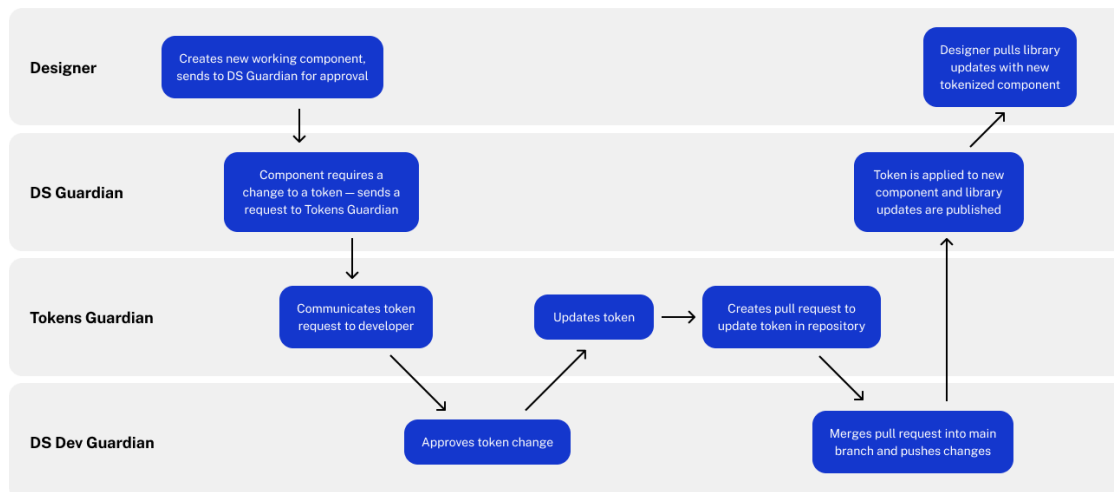 Designer
Creates new working component,
sends to DS Guardian for approval
Designer pulls library
updates with new
tokenized component
DS Guardian
Component requires a
change to a token — sends a
request to Tokens Guardian
Token is applied to new
component and library
updates are published
Tokens Guardian
Communicates token
request to developer
Updates token
Creates pull request to
update token in repository
DS Dev Guardian
Approves token change
Merges pull request into main
branch and pushes changes